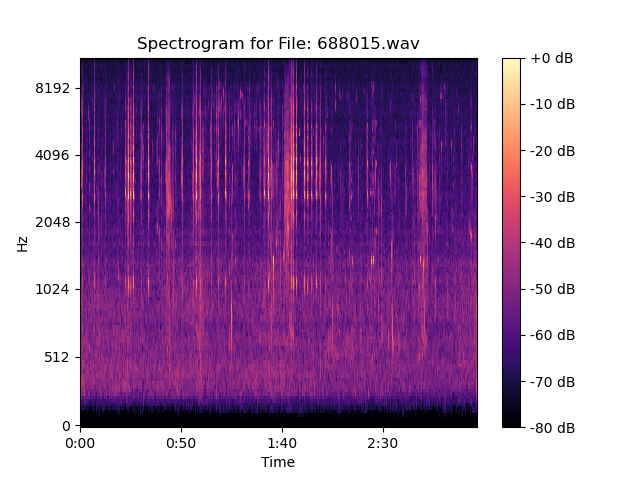 Spectrogram for File: 688015.wav
8192
4096
2048
1024
512
0
Hz
0:00
0:50
1:40
2:30
Time
+0 dB
-10 dB
-20 dB
-30 dB
-40 dB
-50 dB
-60 dB
-70 dB
-80 dB